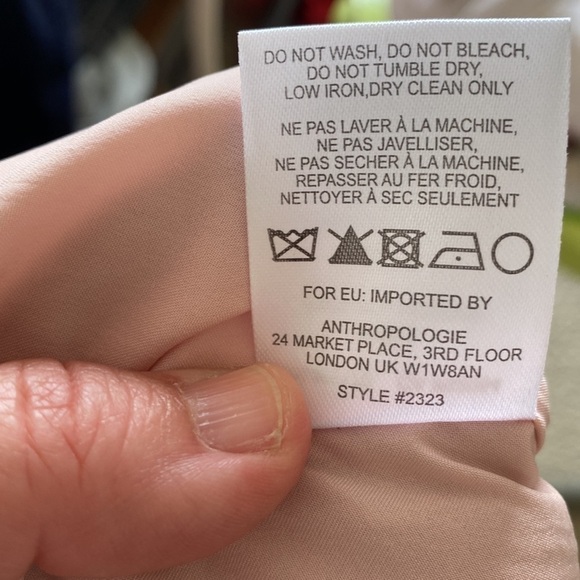 DO NOT WASH, DO NOT BLEACH,
DO NOT TUMBLE DRY,
LOW IRON,DRY CLEAN ONLY
NE PAS LAVER À LA MACHINE,
NE PAS JAVELLISER,
NE PAS SECHER À LA MACHINE,
REPASSER AU FER FROID,
NETTOYER À SEC SEULEMENT
FOR EU: IMPORTED BY
ANTHROPOLOGIE
24 MARKET PLACE, 3RD FLOOR
LONDON UK W1W8AN
STYLE #2323